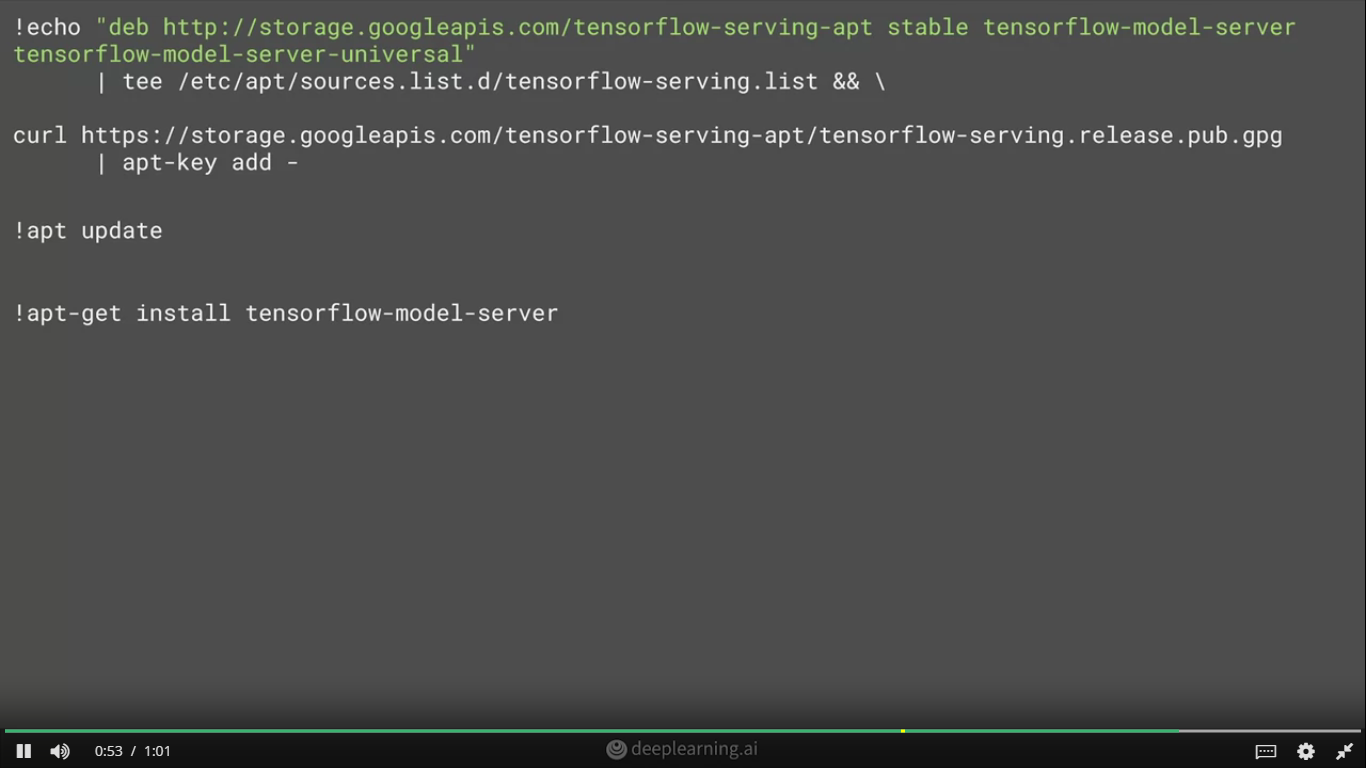 !echo "deb http://storage.googleapis.com/tensorflow-serving-apt stable tensorflow-model-server
tensorflow-model-server-universal"
| tee /etc/apt/sources.list.d/tensorflow-serving.list && \
curl https://storage.googleapis.com/tensorflow-serving-apt/tensorflow-serving.release.pub.gpg
| apt-key add -
!apt update
!apt-get install tensorflow-model-server
0:53 / 1:01
deeplearning.ai